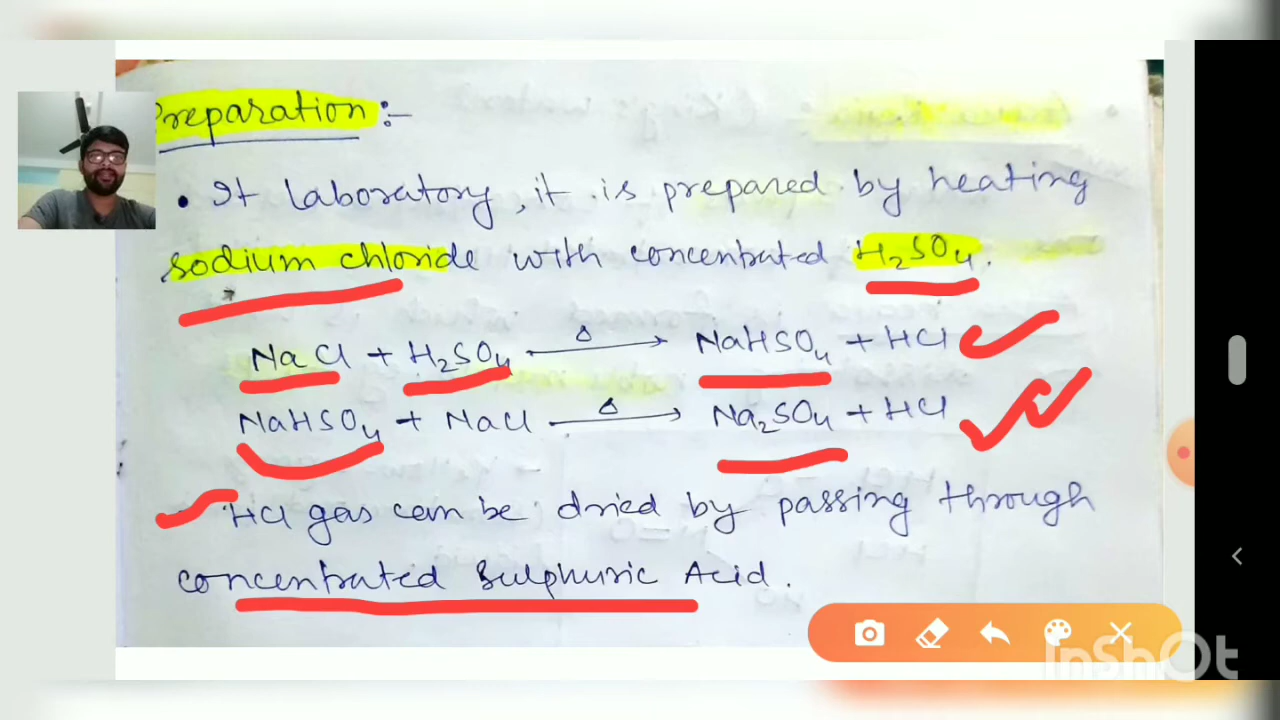 Preparation :-
• It laboratory, it is prepared by heating
sodium chloride with concentrated H₂SO₄.
NaCl + H₂SO₄ —Δ→ NaHSO₄ + HCl
NaHSO₄ + NaCl —Δ→ Na₂SO₄ + HCl
HCl gas can be dried by passing through
concentrated Sulphuric Acid.
InShOt